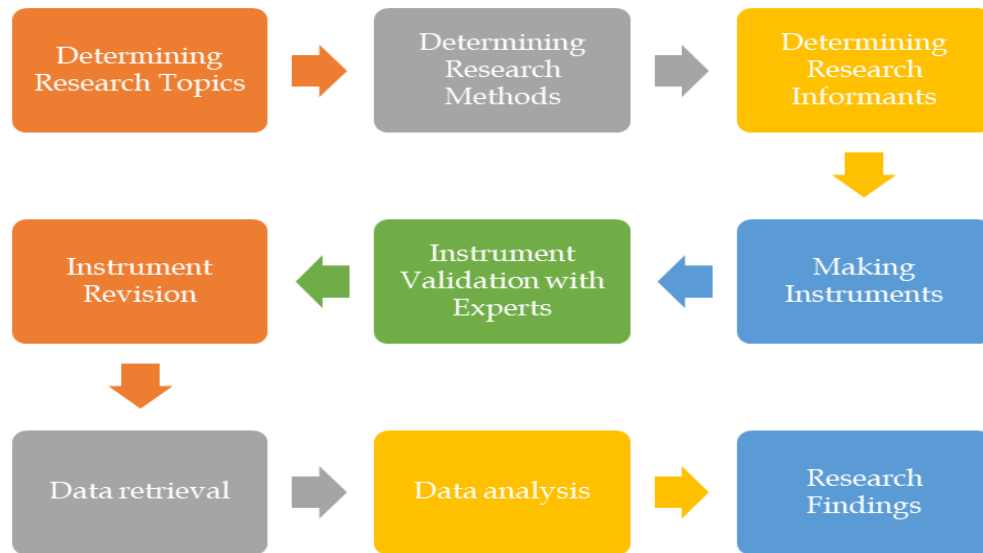 Determining
Research Topics
Determining
Research
Methods
Determining
Research
Informants
Making
Instruments
Instrument
Validation with
Experts
Instrument
Revision
Data retrieval
Data analysis
Research
Findings